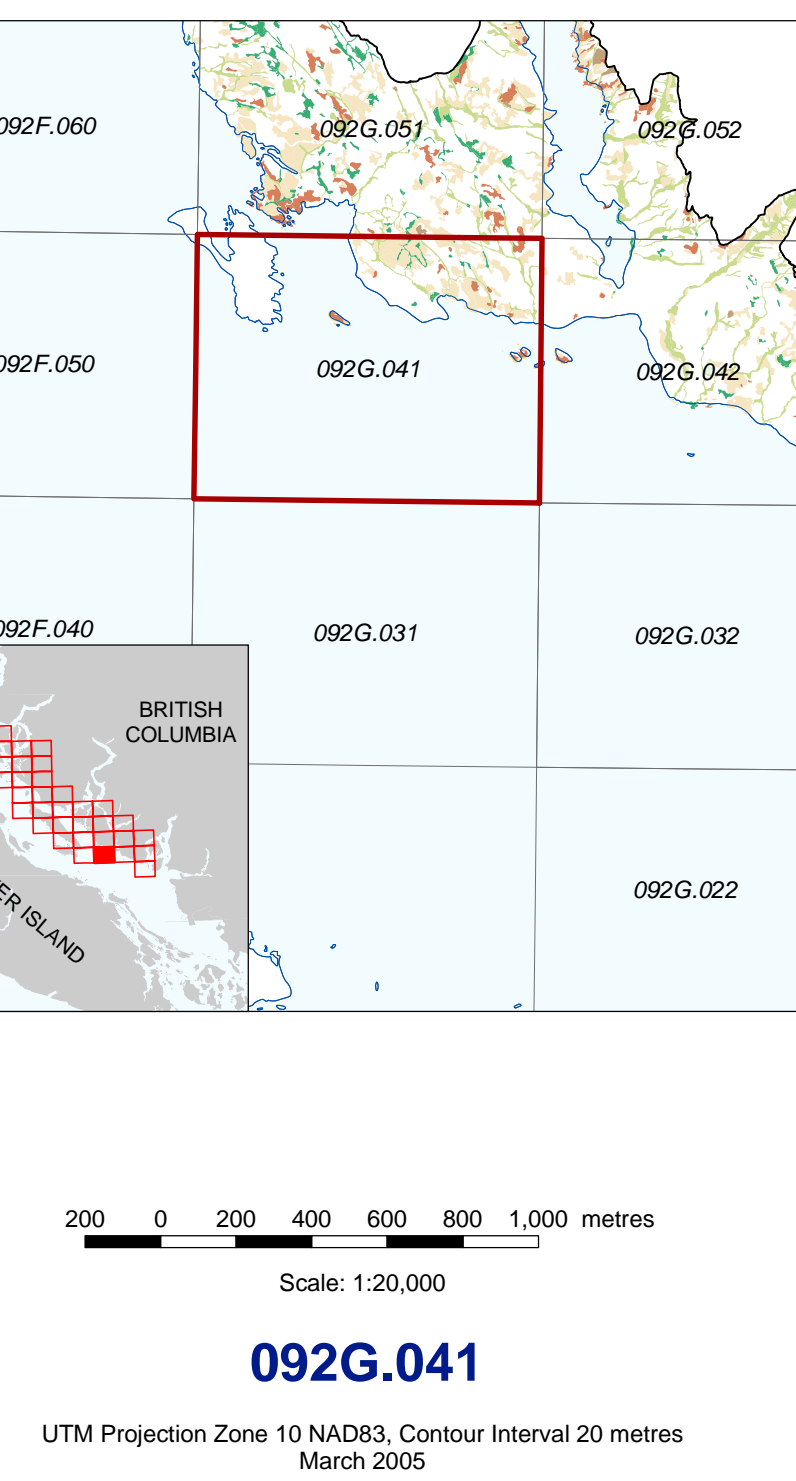 092F.060
092G.051
092G.052
092F.050
092G.041
092G.042
092F.040
092G.031
092G.032
BRITISH
COLUMBIA
ISLAND
092G.022
200 0 200 400 600 800 1,000 metres
Scale: 1:20,000
092G.041
UTM Projection Zone 10 NAD83, Contour Interval 20 metres
March 2005